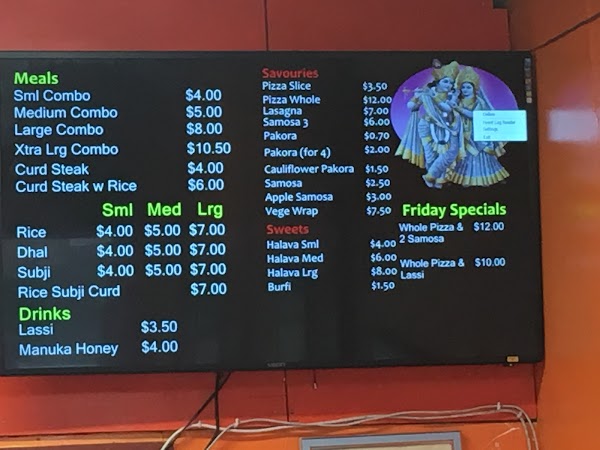 Meals
Sml Combo $4.00
Medium Combo $5.00
Large Combo $8.00
Xtra Lrg Combo $10.50
Curd Steak $4.00
Curd Steak w Rice $6.00
Sml Med Lrg
Rice $4.00 $5.00 $7.00
Dhal $4.00 $5.00 $7.00
Subji $4.00 $5.00 $7.00
Rice Subji Curd $7.00
Drinks
Lassi $3.50
Manuka Honey $4.00
Savouries
Pizza Slice $3.50
Pizza Whole $12.00
Lasagna $7.00
Samosa 3 $6.00
Pakora $0.70
Pakora (for 4) $2.00
Cauliflower Pakora $1.50
Samosa $2.50
Apple Samosa $3.00
Vege Wrap $7.50
Sweets
Halava Sml $4.00
Halava Med $6.00
Halava Lrg $8.00
Burfi $1.50
Friday Specials
Whole Pizza & $12.00
2 Samosa
Whole Pizza & $10.00
Lassi